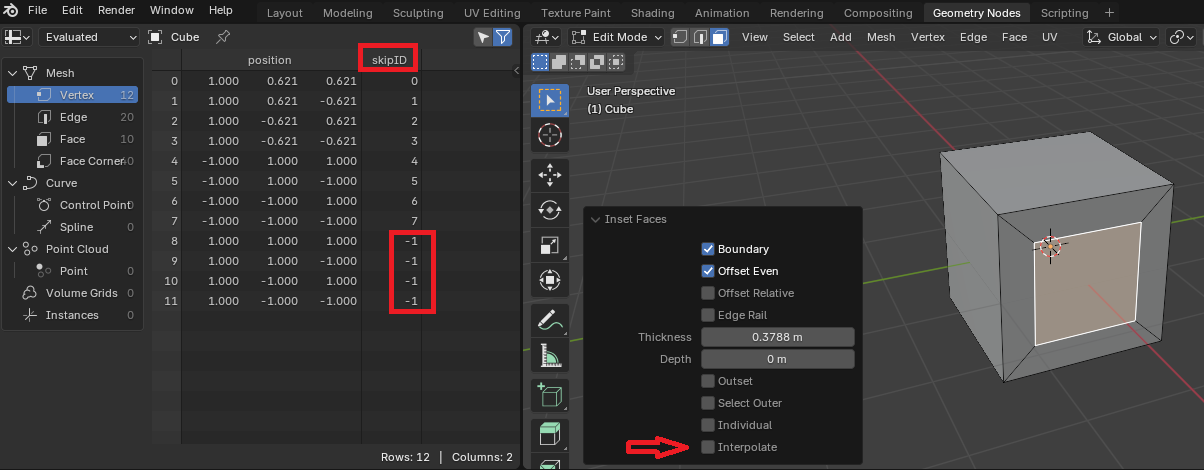 File Edit Render Window Help Layout Modeling Sculpting UV Editing Texture Paint Shading Animation Rendering Compositing Geometry Nodes Scripting +
Evaluated Cube
Edit Mode View Select Add Mesh Vertex Edge Face UV Global
position skipID
Mesh
Vertex 12
Edge 20
Face 10
Face Corner 40
Curve
Control Point 0
Spline 0
Point Cloud
Point 0
Volume Grids 0
Instances 0
0 1.000 0.621 0.621 0
1 1.000 0.621 -0.621 1
2 1.000 -0.621 0.621 2
3 1.000 -0.621 -0.621 3
4 -1.000 1.000 1.000 4
5 -1.000 1.000 -1.000 5
6 -1.000 -1.000 1.000 6
7 -1.000 -1.000 -1.000 7
8 1.000 1.000 1.000 -1
9 1.000 1.000 -1.000 -1
10 1.000 -1.000 1.000 -1
11 1.000 -1.000 -1.000 -1
Rows: 12 | Columns: 2
User Perspective
(1) Cube
Inset Faces
Boundary
Offset Even
Offset Relative
Edge Rail
Thickness 0.3788 m
Depth 0 m
Outset
Select Outer
Individual
Interpolate